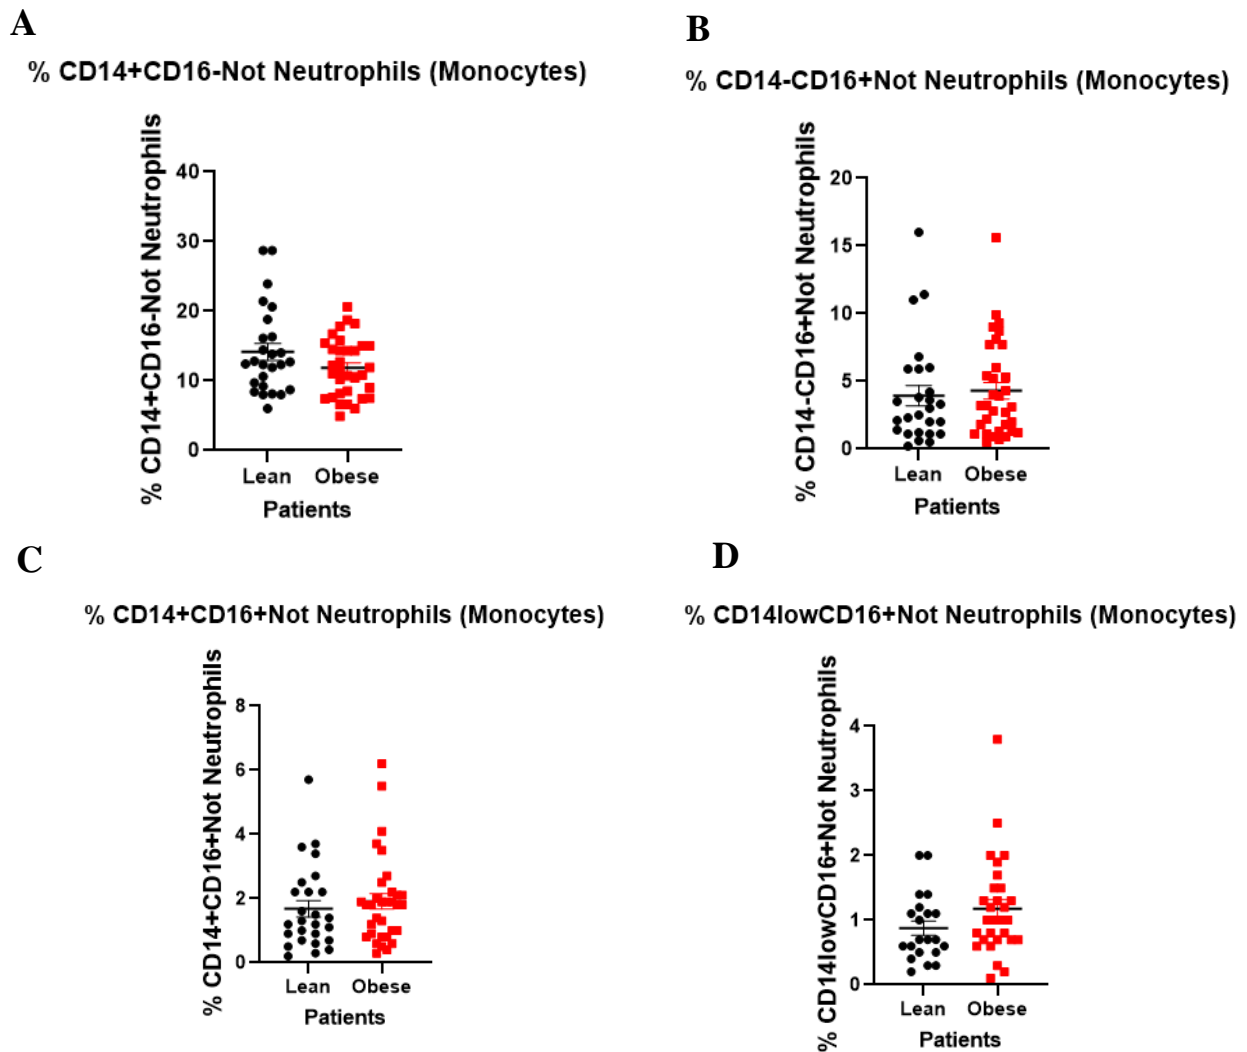 A
% CD14+CD16-Not Neutrophils (Monocytes)
% CD14+CD16-Not Neutrophils
40
30
20
10
0
Lean
Obese
Patients
B
% CD14-CD16+Not Neutrophils (Monocytes)
% CD14-CD16+Not Neutrophils
20
15
10
5
0
Lean
Obese
Patients
C
% CD14+CD16+Not Neutrophils (Monocytes)
% CD14+CD16+Not Neutrophils
8
6
4
2
0
Lean
Obese
Patients
D
% CD14lowCD16+Not Neutrophils (Monocytes)
% CD14lowCD16+Not Neutrophils
4
3
2
1
0
Lean
Obese
Patients